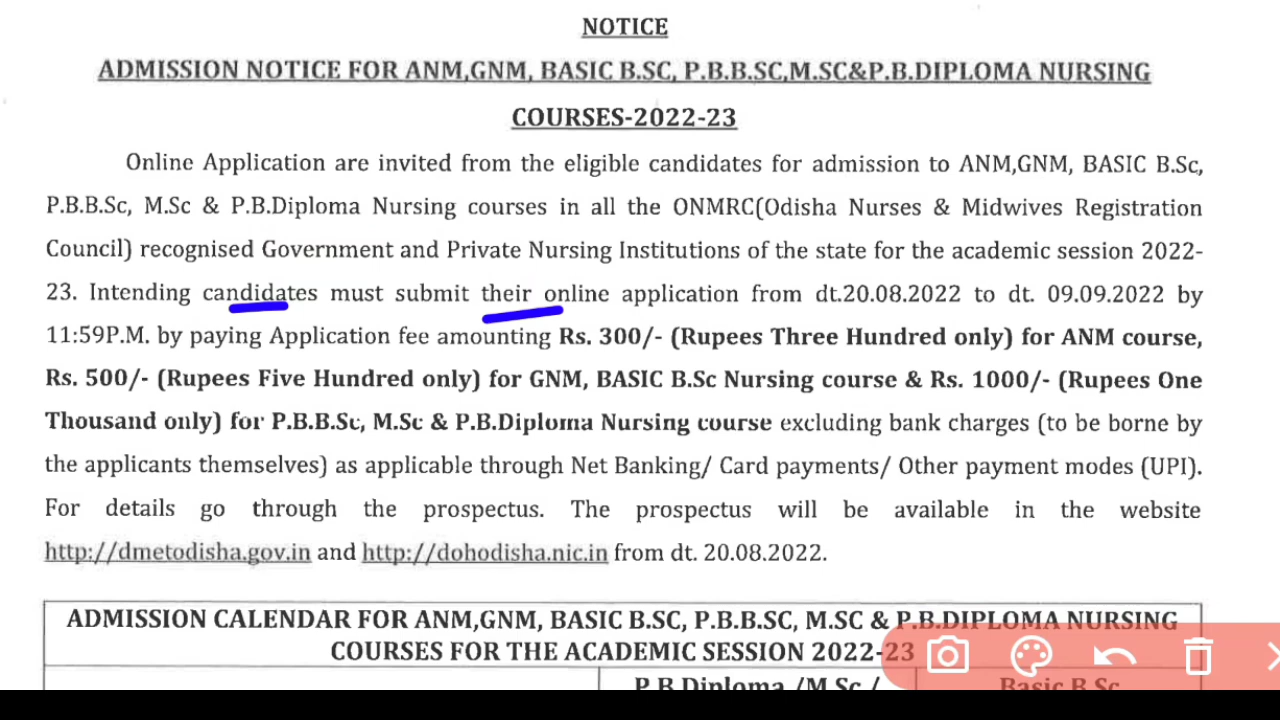 NOTICE
ADMISSION NOTICE FOR ANM,GNM, BASIC B.SC, P.B.B.SC,M.SC&P.B.DIPLOMA NURSING
COURSES-2022-23
Online Application are invited from the eligible candidates for admission to ANM,GNM, BASIC B.Sc,
P.B.B.Sc, M.Sc & P.B.Diploma Nursing courses in all the ONMRC(Odisha Nurses & Midwives Registration
Council) recognised Government and Private Nursing Institutions of the state for the academic session 2022-
23. Intending candidates must submit their online application from dt.20.08.2022 to dt. 09.09.2022 by
11:59P.M. by paying Application fee amounting Rs. 300/- (Rupees Three Hundred only) for ANM course,
Rs. 500/- (Rupees Five Hundred only) for GNM, BASIC B.Sc Nursing course & Rs. 1000/- (Rupees One
Thousand only) for P.B.B.Sc, M.Sc & P.B.Diploma Nursing course excluding bank charges (to be borne by
the applicants themselves) as applicable through Net Banking/ Card payments/ Other payment modes (UPI).
For details go through the prospectus. The prospectus will be available in the website
http://dmetodisha.gov.in and http://dohodisha.nic.in from dt. 20.08.2022.
ADMISSION CALENDAR FOR ANM,GNM, BASIC B.SC, P.B.B.SC, M.SC & P.B.DIPLOMA NURSING
COURSES FOR THE ACADEMIC SESSION 2022-23
P.B.Diploma /M.Sc / Basic B.Sc